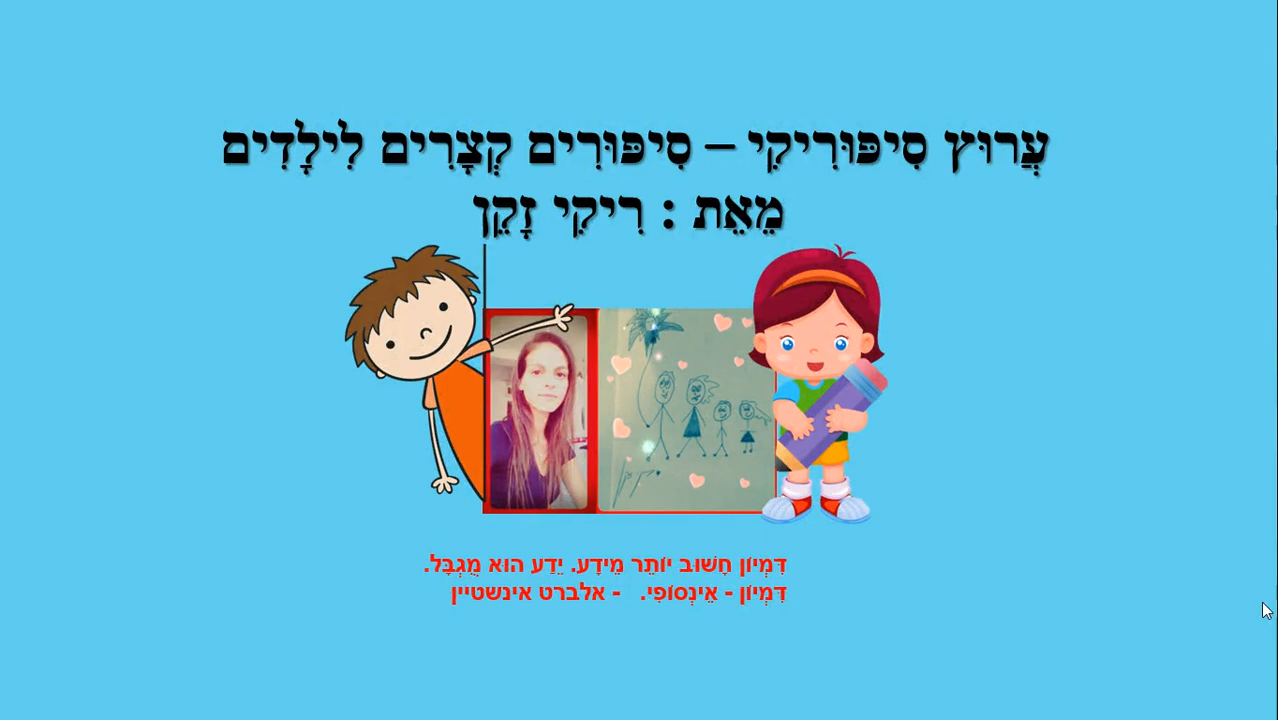 עֲרוּץ סִיפּוּרִיקִי – סִיפּוּרִים קְצָרִים לִילָדִים
מֵאֵת : רִיקִי זָקֵן
דִּמְיוֹן חָשׁוּב יוֹתֵר מֵידָע. יֶדַע הוּא מֻגְבָּל.
דִּמְיוֹן - אֵינְסוֹפִי. - אלברט אינשטיין